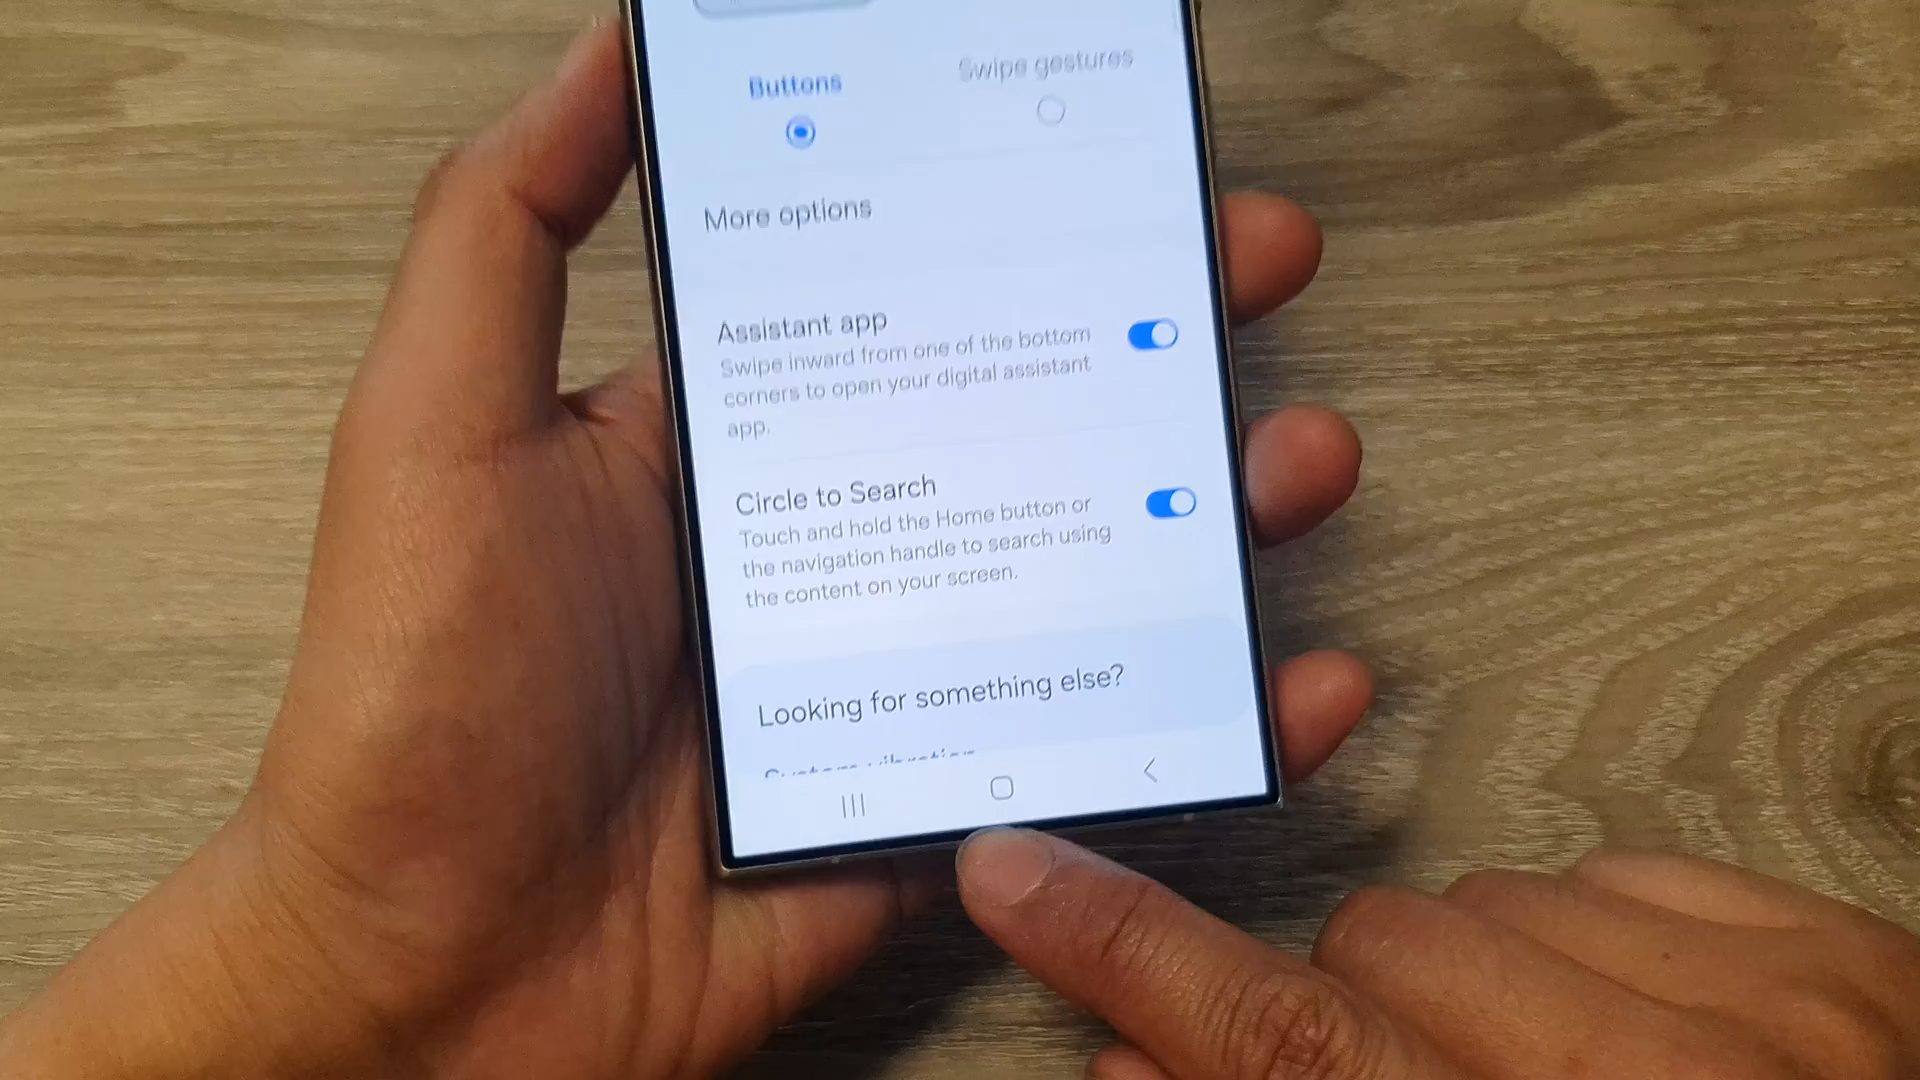 Buttons
Swipe gestures
More options
Assistant app
Swipe inward from one of the bottom
corners to open your digital assistant
app.
Circle to Search
Touch and hold the Home button or
the navigation handle to search using
the content on your screen.
Looking for something else?